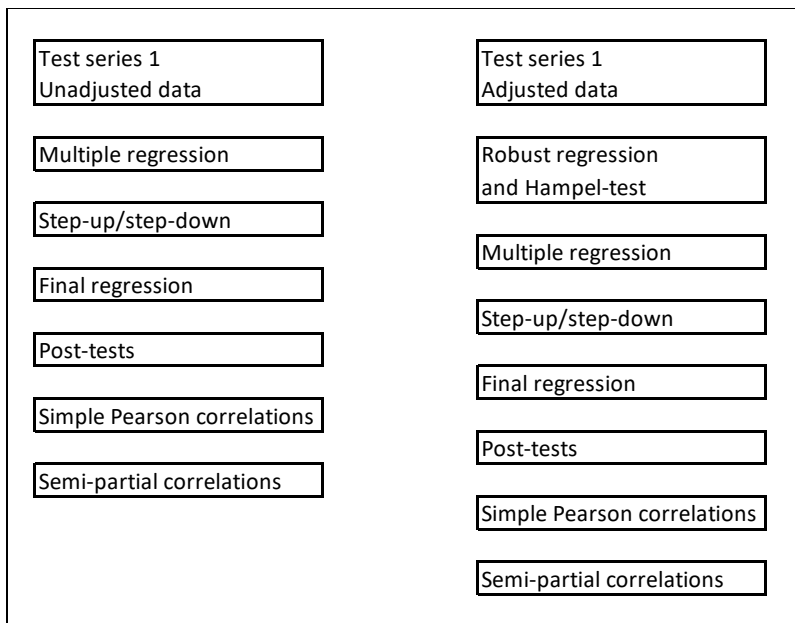 Test series 1
Unadjusted data
Multiple regression
Step-up/step-down
Final regression
Post-tests
Simple Pearson correlations
Semi-partial correlations
Test series 1
Adjusted data
Robust regression
and Hampel-test
Multiple regression
Step-up/step-down
Final regression
Post-tests
Simple Pearson correlations
Semi-partial correlations